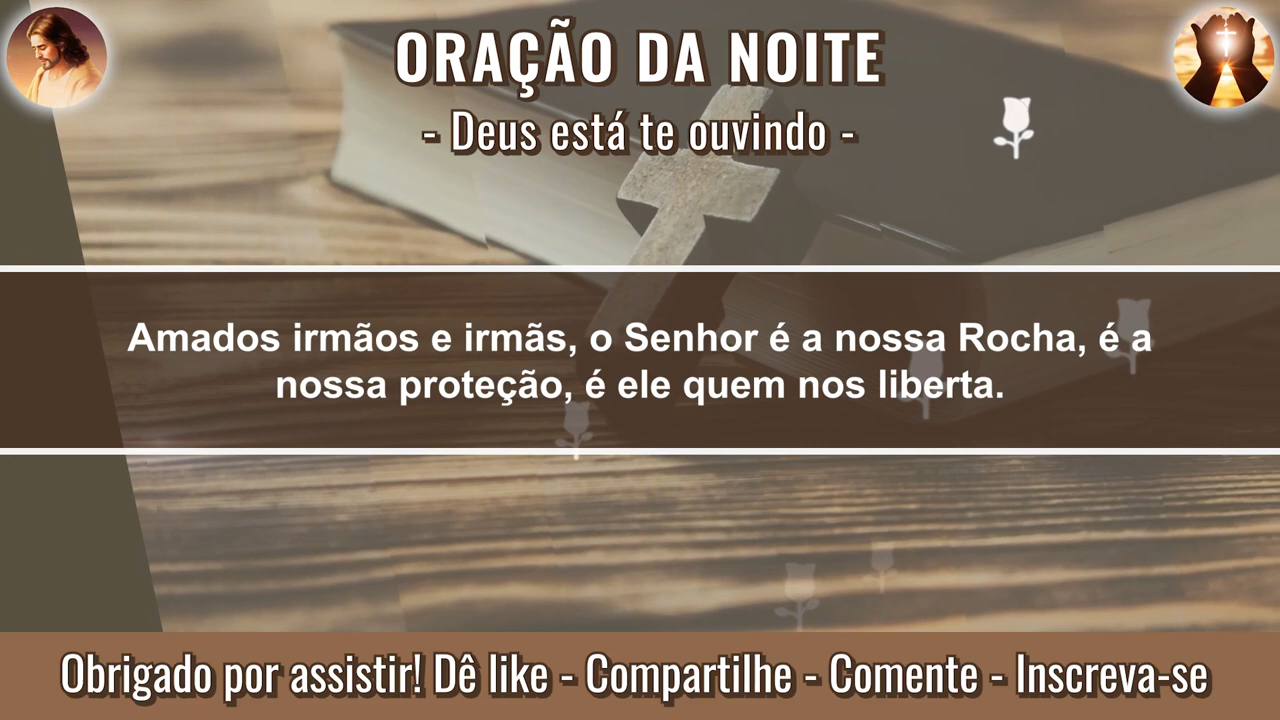 ORAÇÃO DA NOITE
- Deus está te ouvindo -
Amados irmãos e irmãs, o Senhor é a nossa Rocha, é a
nossa proteção, é ele quem nos liberta.
Obrigado por assistir! Dê like - Compartilhe - Comente - Inscreva-se